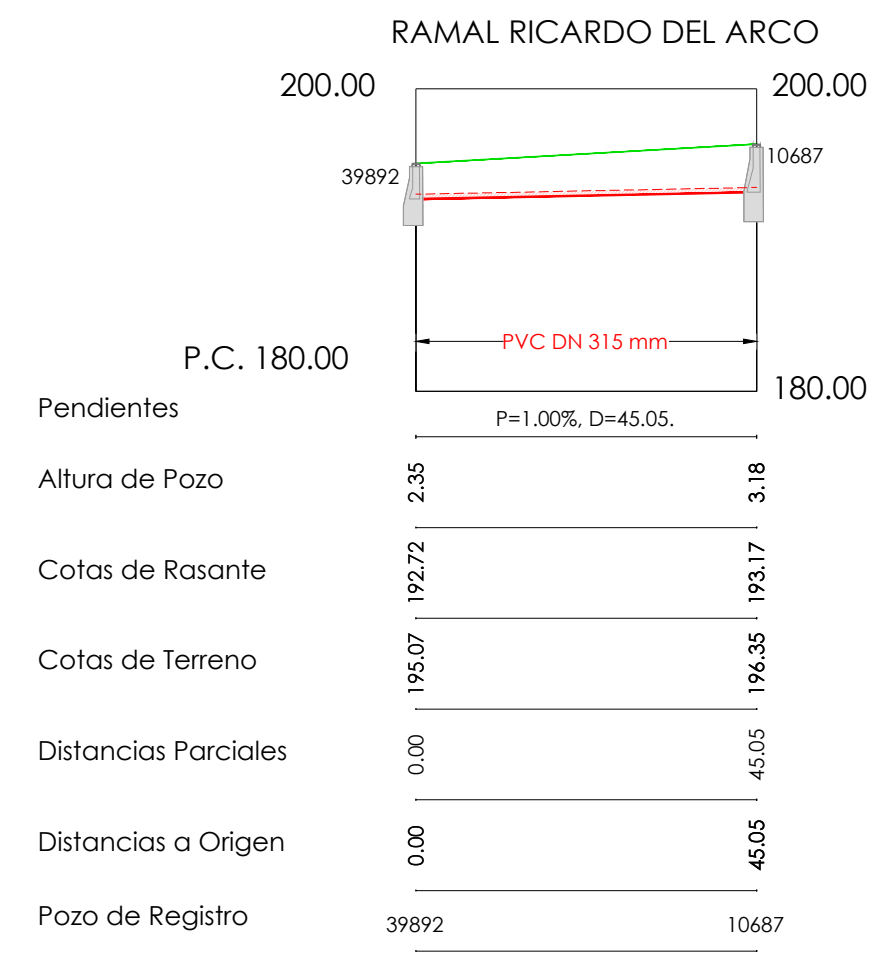 RAMAL RICARDO DEL ARCO
200.00 200.00
39892 10687
PVC DN 315 mm
P.C. 180.00
180.00
Pendientes P=1.00%, D=45.05.
Altura de Pozo 2.35 3.18
Cotas de Rasante 192.72 193.17
Cotas de Terreno 195.07 196.35
Distancias Parciales 0.00 45.05
Distancias a Origen 0.00 45.05
Pozo de Registro 39892 10687